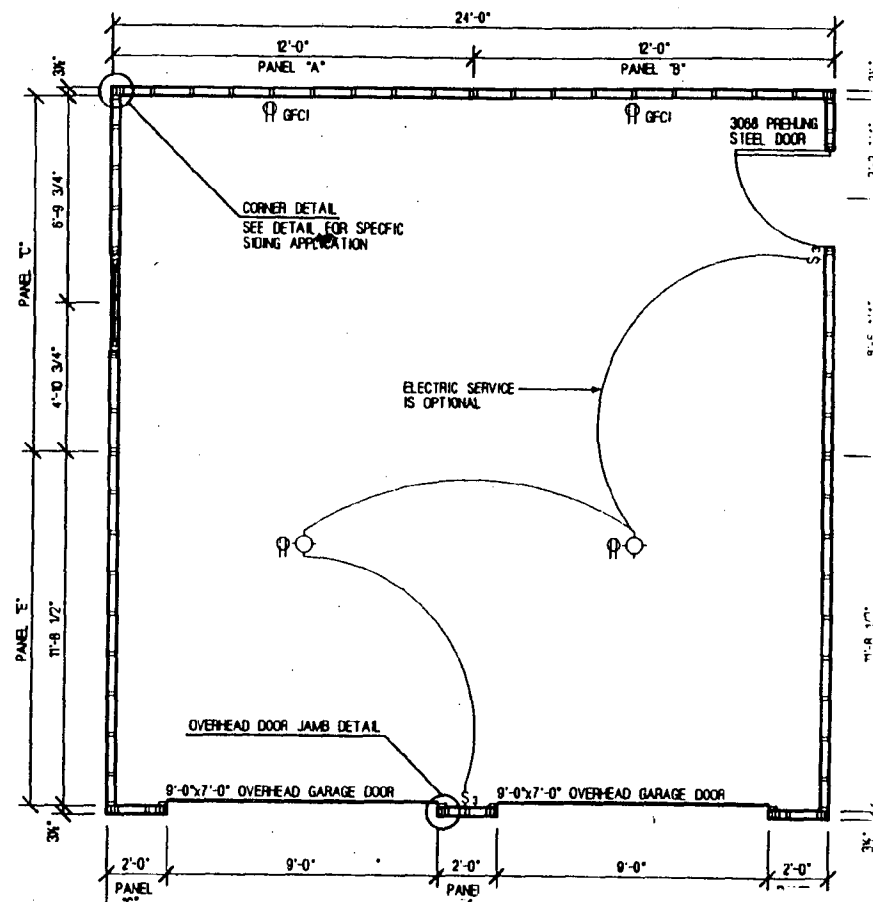 24'-0"
12'-0"
12'-0"
PANEL "A"
PANEL "B"
3½"
GFCI
GFCI
3068 PREHUNG
STEEL DOOR
6'-9 3/4"
CORNER DETAIL
SEE DETAIL FOR SPECFIC
SIDING APPLICATION
S3
PANEL "C"
4'-10 3/4"
ELECTRIC SERVICE
IS OPTIONAL
PANEL "E"
11'-8 1/2"
11'-8 1/2"
OVERHEAD DOOR JAMB DETAIL
9'-0"x7'-0" OVERHEAD GARAGE DOOR
S3
9'-0"x7'-0" OVERHEAD GARAGE DOOR
3½"
3½"
2'-0"
9'-0"
2'-0"
9'-0"
2'-0"
PANEL
PANEL